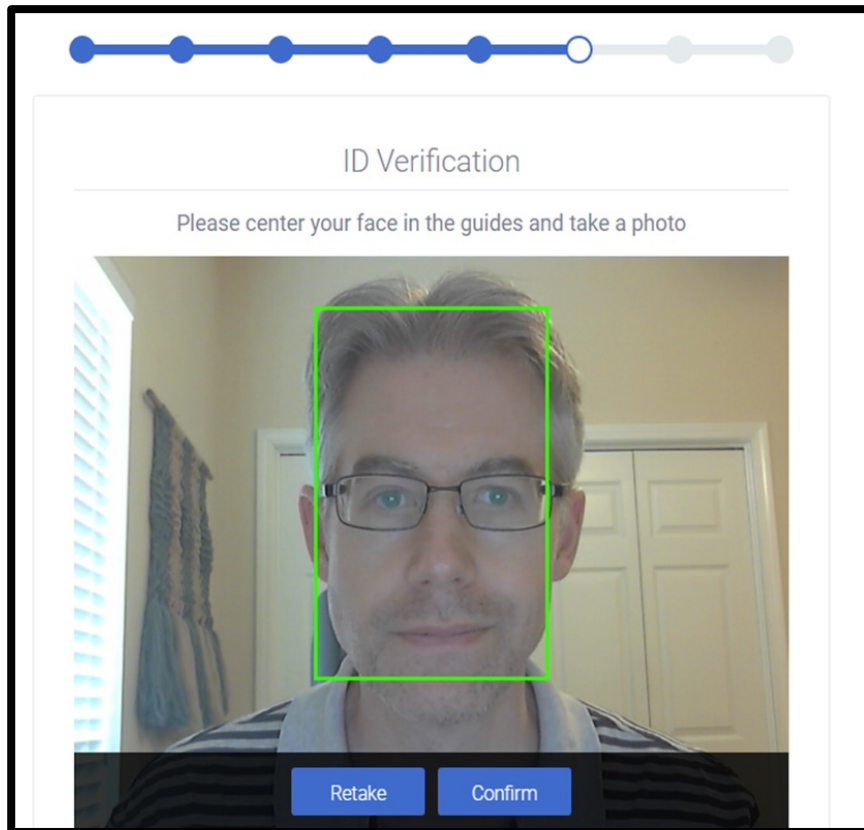 ID Verification
Please center your face in the guides and take a photo
Retake
Confirm